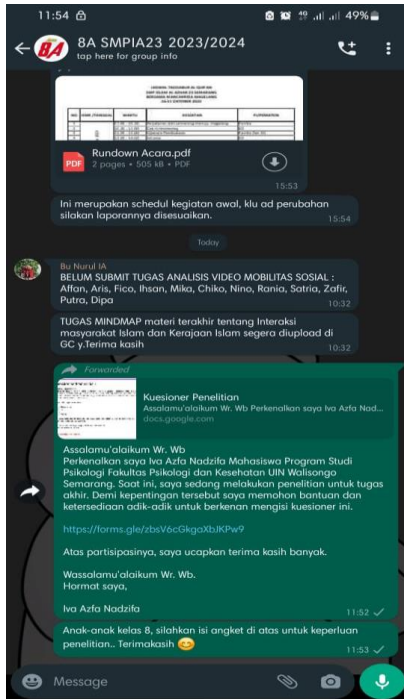 11:54
49%
8A SMPIA23 2023/2024
tap here for group info
Rundown Acara.pdf
2 pages • 505 kB • PDF
PDF
15:53
Ini merupakan schedul kegiatan awal, klu ad perubahan
silakan laporannya disesuaikan.
15:54
Today
Bu Nurul IA
BELUM SUBMIT TUGAS ANALISIS VIDEO MOBILITAS SOSIAL :
Affan, Aris, Fico, Ihsan, Mika, Chiko, Nino, Rania, Satria, Zafir,
Putra, Dipa
10:32
TUGAS MINDMAP materi terakhir tentang Interaksi
masyarakat Islam dan Kerajaan Islam segera diupload di
GC y.Terima kasih
10:32
Forwarded
Kuesioner Penelitian
Assalamu'alaikum Wr. Wb Perkenalkan saya Iva Azfa Nad...
docs.google.com
Assalamu'alaikum Wr. Wb
Perkenalkan saya Iva Azfa Nadzifa Mahasiswa Program Studi
Psikologi Fakultas Psikologi dan Kesehatan UIN Walisongo
Semarang. Saat ini, saya sedang melakukan penelitian untuk tugas
akhir. Demi kepentingan tersebut saya memohon bantuan dan
ketersediaan adik-adik untuk berkenan mengisi kuesioner ini.
https://forms.gle/zbsV6cGkgaXbJKPw9
Atas partisipasinya, saya ucapkan terima kasih banyak.
Wassalamu'alaikum Wr. Wb.
Hormat saya,
Iva Azfa Nadzifa
11:52
Anak-anak kelas 8, silahkan isi angket di atas untuk keperluan
penelitian.. Terimakasih 😊
11:53
Message